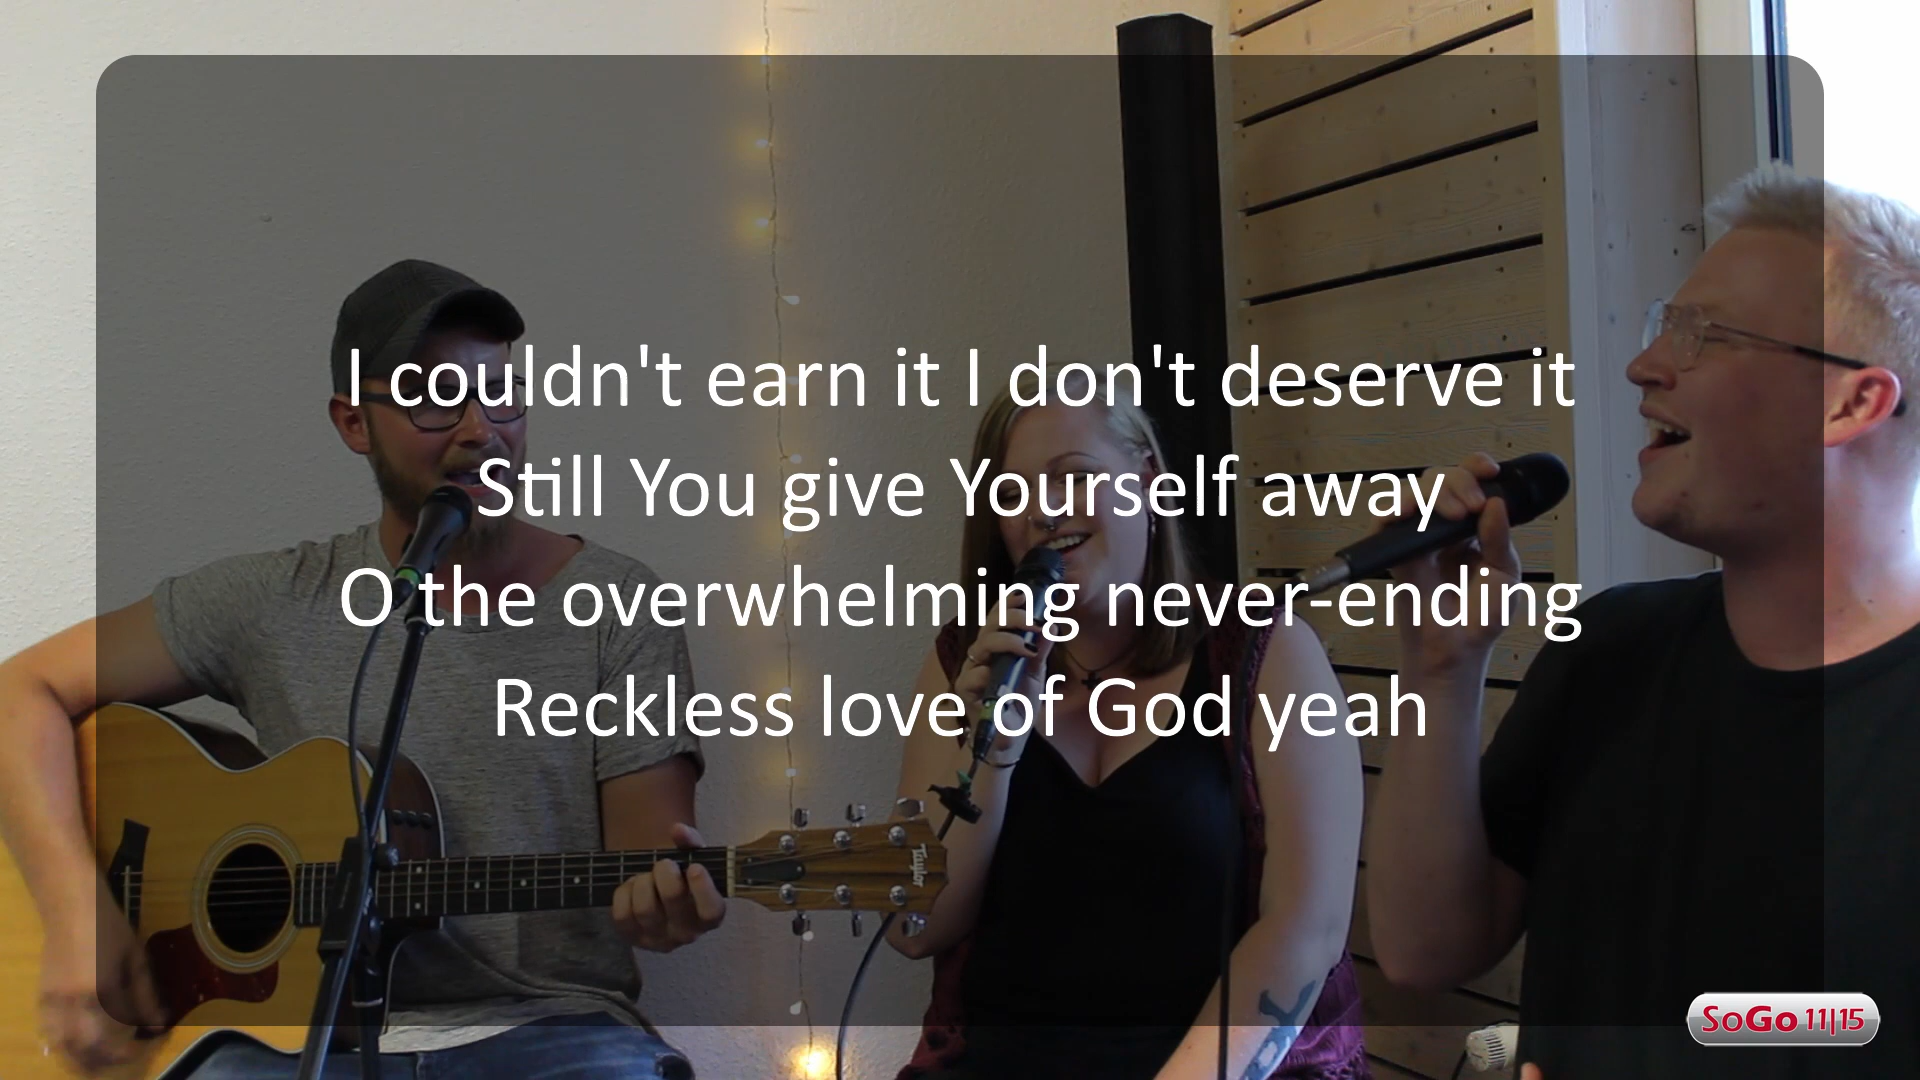 I couldn't earn it I don't deserve it
Still You give Yourself away
O the overwhelming never-ending
Reckless love of God yeah
Taylor
SoGo 11|15